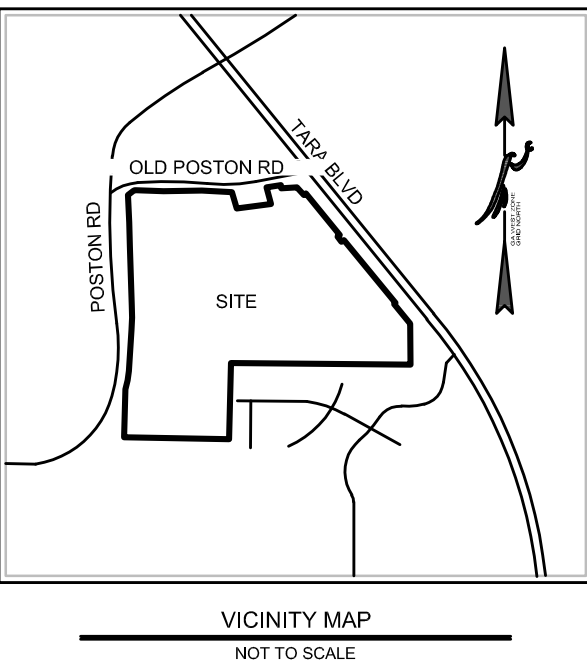 TARA BLVD
OLD POSTON RD
POSTON RD
SITE
GA WEST ZONE
GRID NORTH
VICINITY MAP
NOT TO SCALE